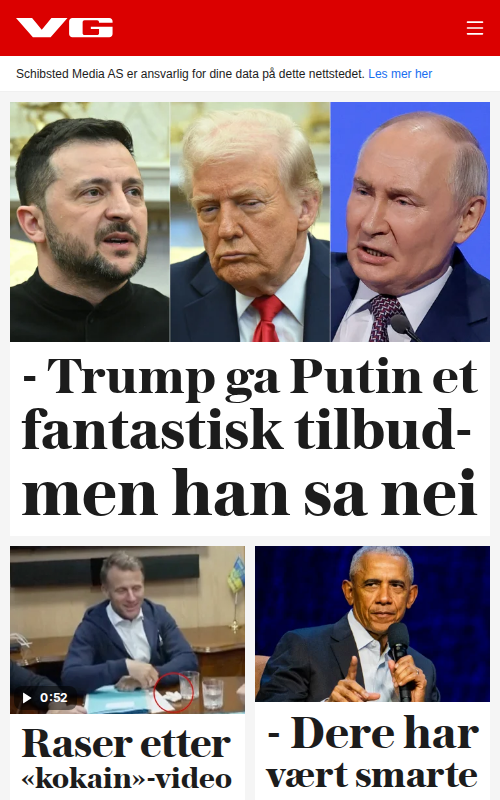 VG
Schibsted Media AS er ansvarlig for dine data på dette nettstedet. Les mer her
- Trump ga Putin et
fantastisk tilbud-
men han sa nei
0:52
Raser etter
«kokain»-video
- Dere har
vært smarte